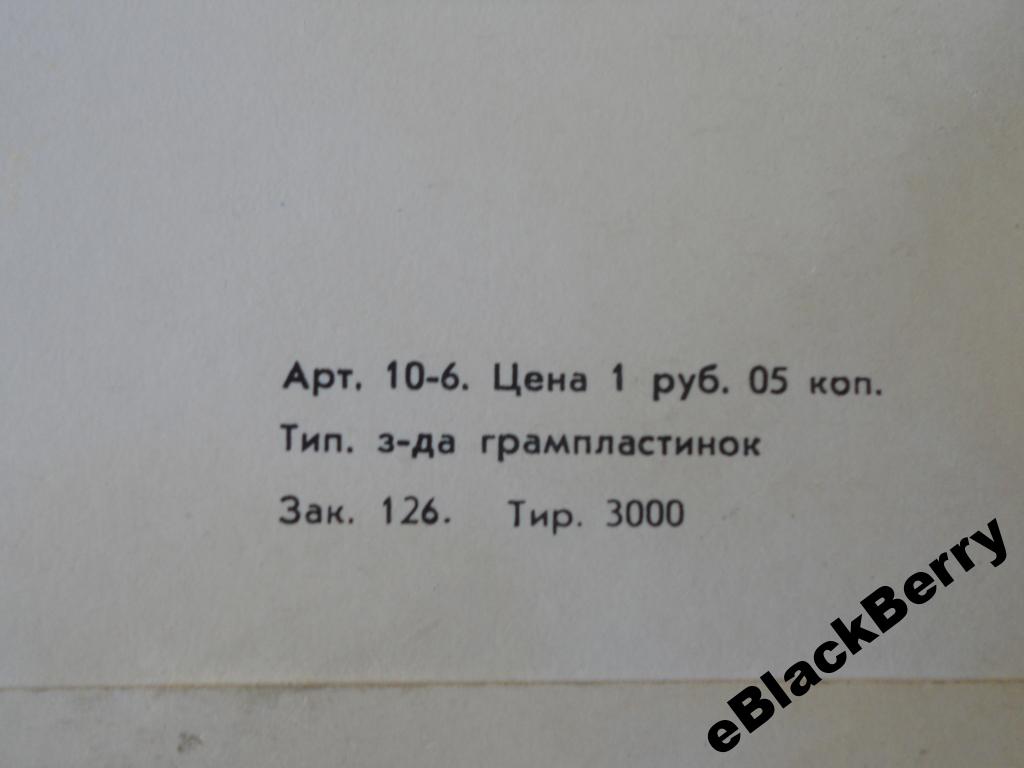 Арт. 10-6. Цена 1 руб. 05 коп.
Тип. з-да грампластинок
Зак. 126. Тир. 3000
eBlackBerry